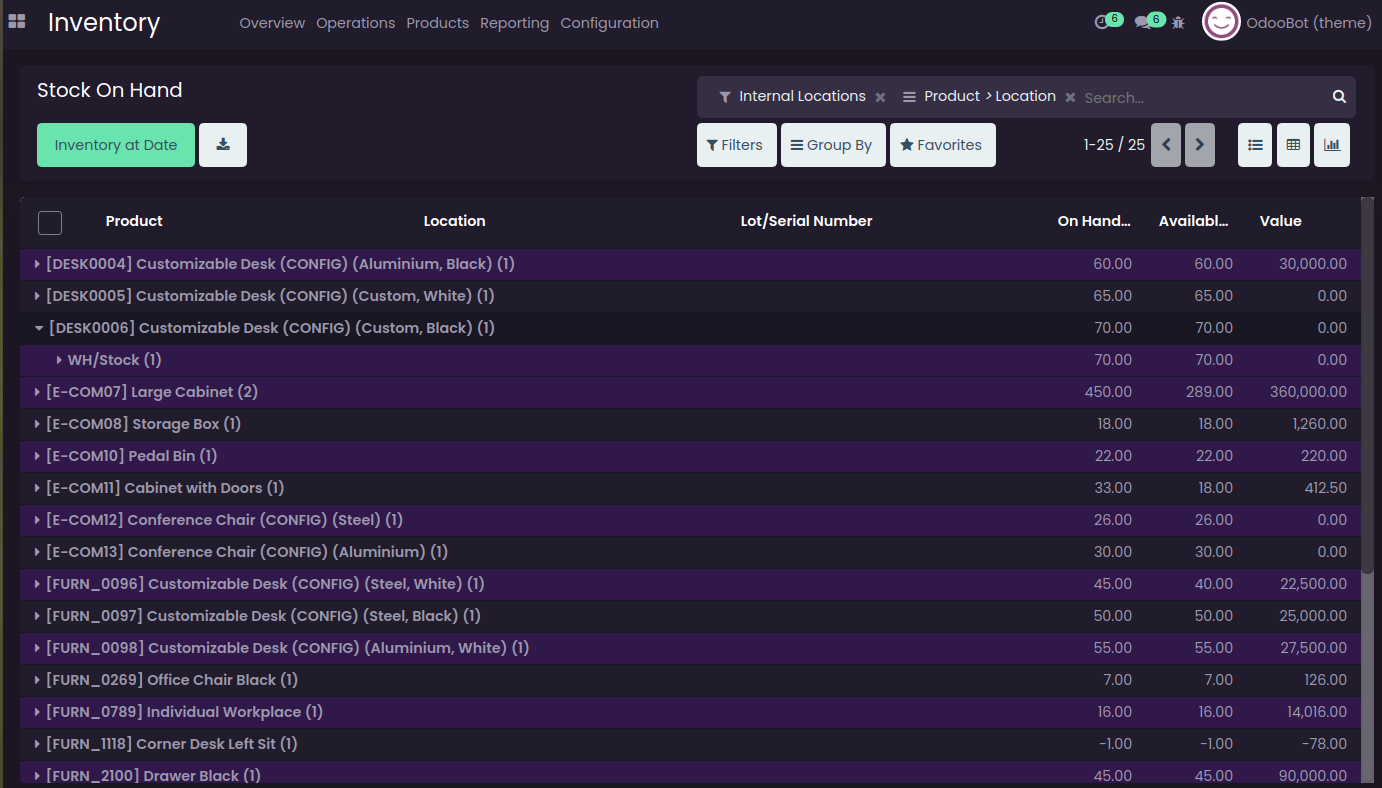 Inventory Overview Operations Products Reporting Configuration 6 6 OdooBot (theme)
Stock On Hand Internal Locations Product > Location Search...
Inventory at Date Filters Group By Favorites 1-25 / 25
Product Location Lot/Serial Number On Hand... Availabl... Value
[DESK0004] Customizable Desk (CONFIG) (Aluminium, Black) (1) 60.00 60.00 30,000.00
[DESK0005] Customizable Desk (CONFIG) (Custom, White) (1) 65.00 65.00 0.00
[DESK0006] Customizable Desk (CONFIG) (Custom, Black) (1) 70.00 70.00 0.00
WH/Stock (1) 70.00 70.00 0.00
[E-COM07] Large Cabinet (2) 450.00 289.00 360,000.00
[E-COM08] Storage Box (1) 18.00 18.00 1,260.00
[E-COM10] Pedal Bin (1) 22.00 22.00 220.00
[E-COM11] Cabinet with Doors (1) 33.00 18.00 412.50
[E-COM12] Conference Chair (CONFIG) (Steel) (1) 26.00 26.00 0.00
[E-COM13] Conference Chair (CONFIG) (Aluminium) (1) 30.00 30.00 0.00
[FURN_0096] Customizable Desk (CONFIG) (Steel, White) (1) 45.00 40.00 22,500.00
[FURN_0097] Customizable Desk (CONFIG) (Steel, Black) (1) 50.00 50.00 25,000.00
[FURN_0098] Customizable Desk (CONFIG) (Aluminium, White) (1) 55.00 55.00 27,500.00
[FURN_0269] Office Chair Black (1) 7.00 7.00 126.00
[FURN_0789] Individual Workplace (1) 16.00 16.00 14,016.00
[FURN_1118] Corner Desk Left Sit (1) -1.00 -1.00 -78.00
[FURN_2100] Drawer Black (1) 45.00 45.00 90,000.00